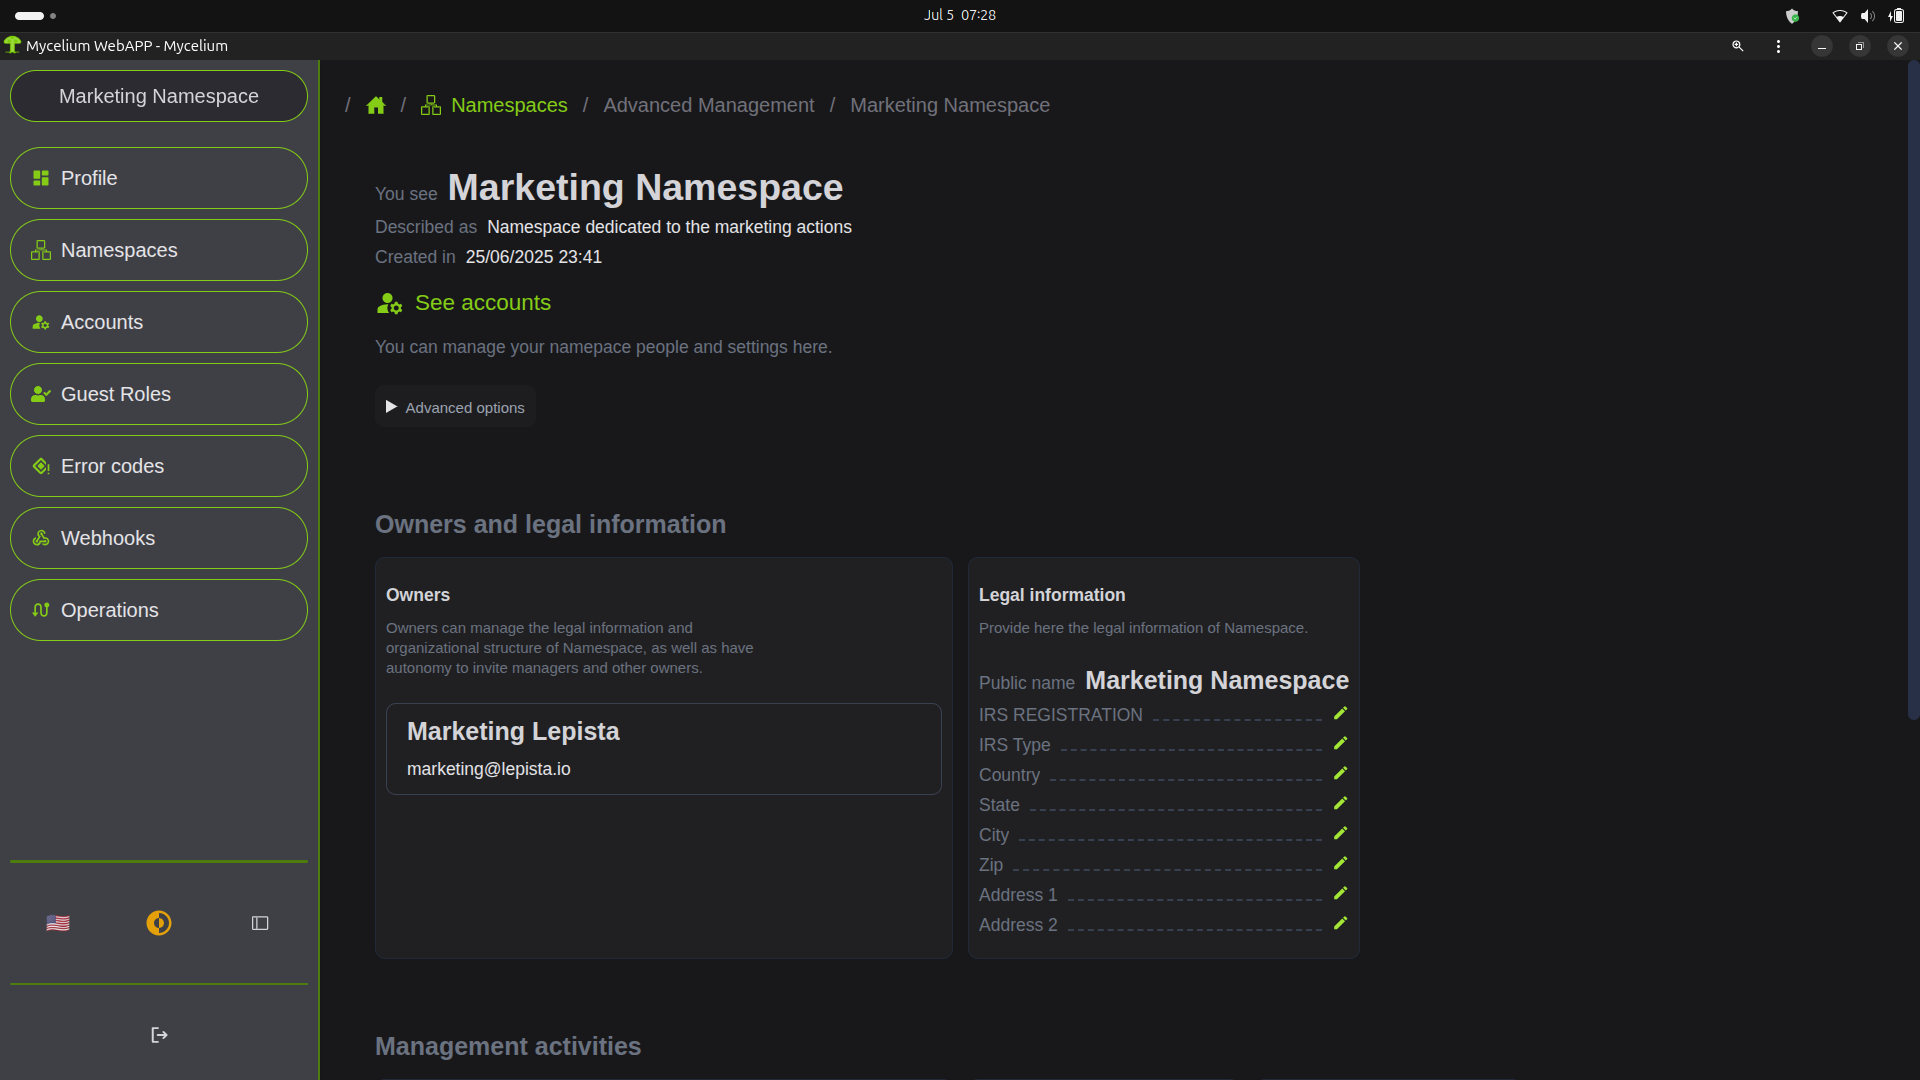 Jul 5 07:28
Mycelium WebAPP - Mycelium
Marketing Namespace
Profile
Namespaces
Accounts
Guest Roles
Error codes
Webhooks
Operations
/ / Namespaces / Advanced Management / Marketing Namespace
You see Marketing Namespace
Described as Namespace dedicated to the marketing actions
Created in 25/06/2025 23:41
See accounts
You can manage your namepace people and settings here.
Advanced options
Owners and legal information
Owners
Owners can manage the legal information and
organizational structure of Namespace, as well as have
autonomy to invite managers and other owners.
Marketing Lepista
marketing@lepista.io
Legal information
Provide here the legal information of Namespace.
Public name Marketing Namespace
IRS REGISTRATION
IRS Type
Country
State
City
Zip
Address 1
Address 2
Management activities